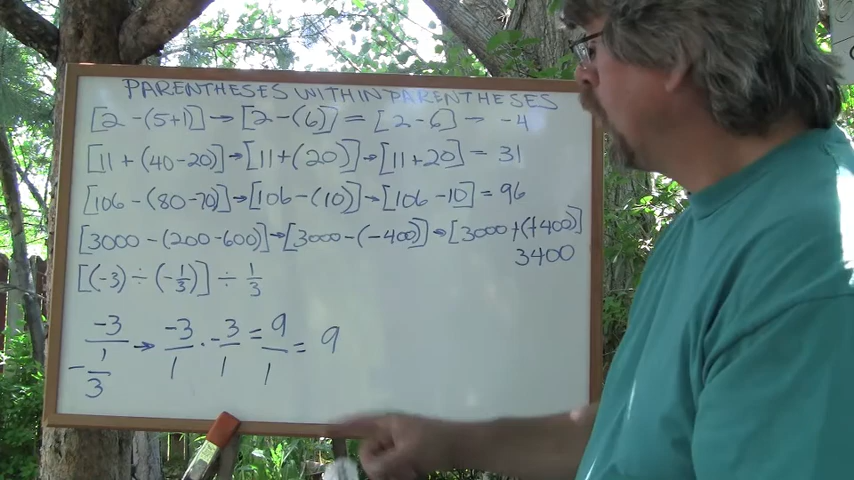 PARENTHESES WITHIN PARENTHESES
[2-(5+1)] → [2-(6)] = [2-6] = -4
[11+(40-20)] → [11+(20)] → [11+20] = 31
[106-(80-70)] → [106-(10)] → [106-10] = 96
[3000-(200-600)] → [3000-(-400)] → [3000+(+400)]
3400
[(-3)÷(-1/3)] ÷ 1/3
-3/-1/3 → -3/1 · -3/1 = 9/1 = 9